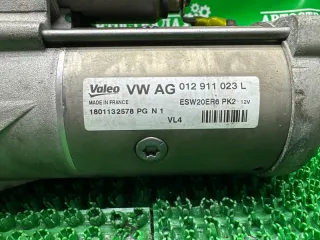 Valeo VW AG 012 911 023 L
MADE IN FRANCE ESW20ER6 PK2 12V
1801132578 PG N 1
VL4